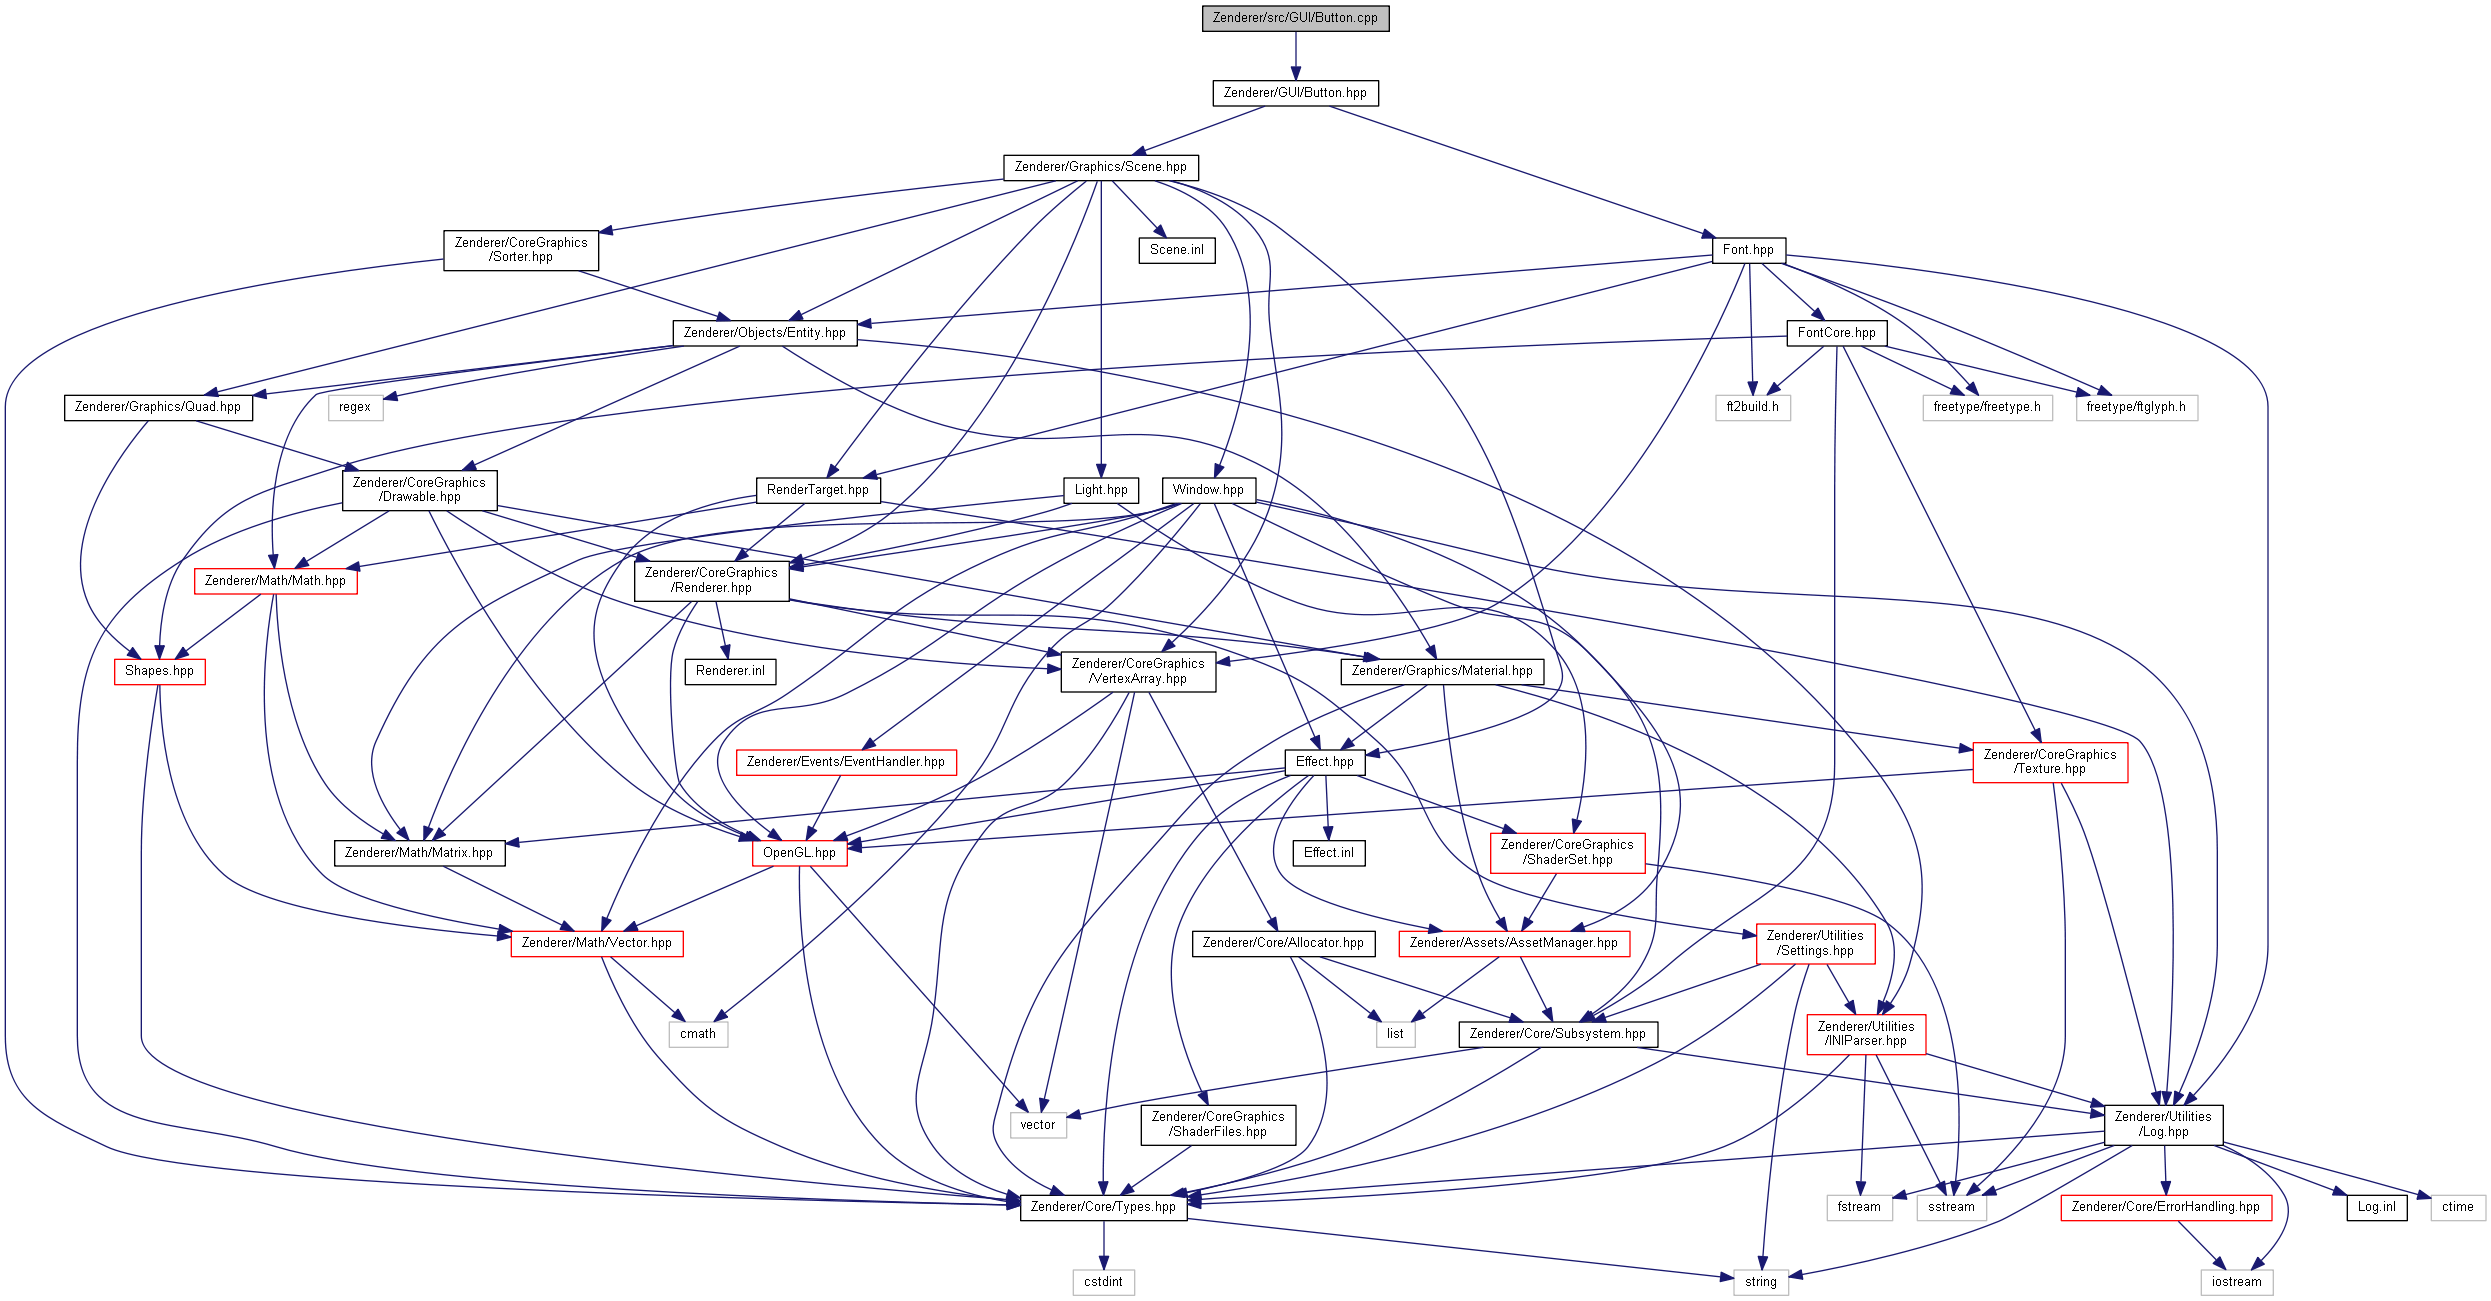 Zenderer/src/GUI/Button.cpp
Zenderer/GUI/Button.hpp
Zenderer/Graphics/Scene.hpp
Zenderer/CoreGraphics
/Sorter.hpp
Scene.inl
Font.hpp
Zenderer/Objects/Entity.hpp
FontCore.hpp
Zenderer/Graphics/Quad.hpp
regex
ft2build.h
freetype/freetype.h
freetype/ftglyph.h
Zenderer/CoreGraphics
/Drawable.hpp
RenderTarget.hpp
Light.hpp
Window.hpp
Zenderer/Math/Math.hpp
Zenderer/CoreGraphics
/Renderer.hpp
Shapes.hpp
Renderer.inl
Zenderer/CoreGraphics
/VertexArray.hpp
Zenderer/Graphics/Material.hpp
Zenderer/Events/EventHandler.hpp
Effect.hpp
Zenderer/CoreGraphics
/Texture.hpp
Zenderer/Math/Matrix.hpp
OpenGL.hpp
Effect.inl
Zenderer/CoreGraphics
/ShaderSet.hpp
Zenderer/Math/Vector.hpp
Zenderer/Core/Allocator.hpp
Zenderer/Assets/AssetManager.hpp
Zenderer/Utilities
/Settings.hpp
cmath
list
Zenderer/Core/Subsystem.hpp
Zenderer/Utilities
/INIParser.hpp
vector
Zenderer/CoreGraphics
/ShaderFiles.hpp
Zenderer/Utilities
/Log.hpp
Zenderer/Core/Types.hpp
fstream
sstream
Zenderer/Core/ErrorHandling.hpp
Log.inl
ctime
cstdint
string
iostream